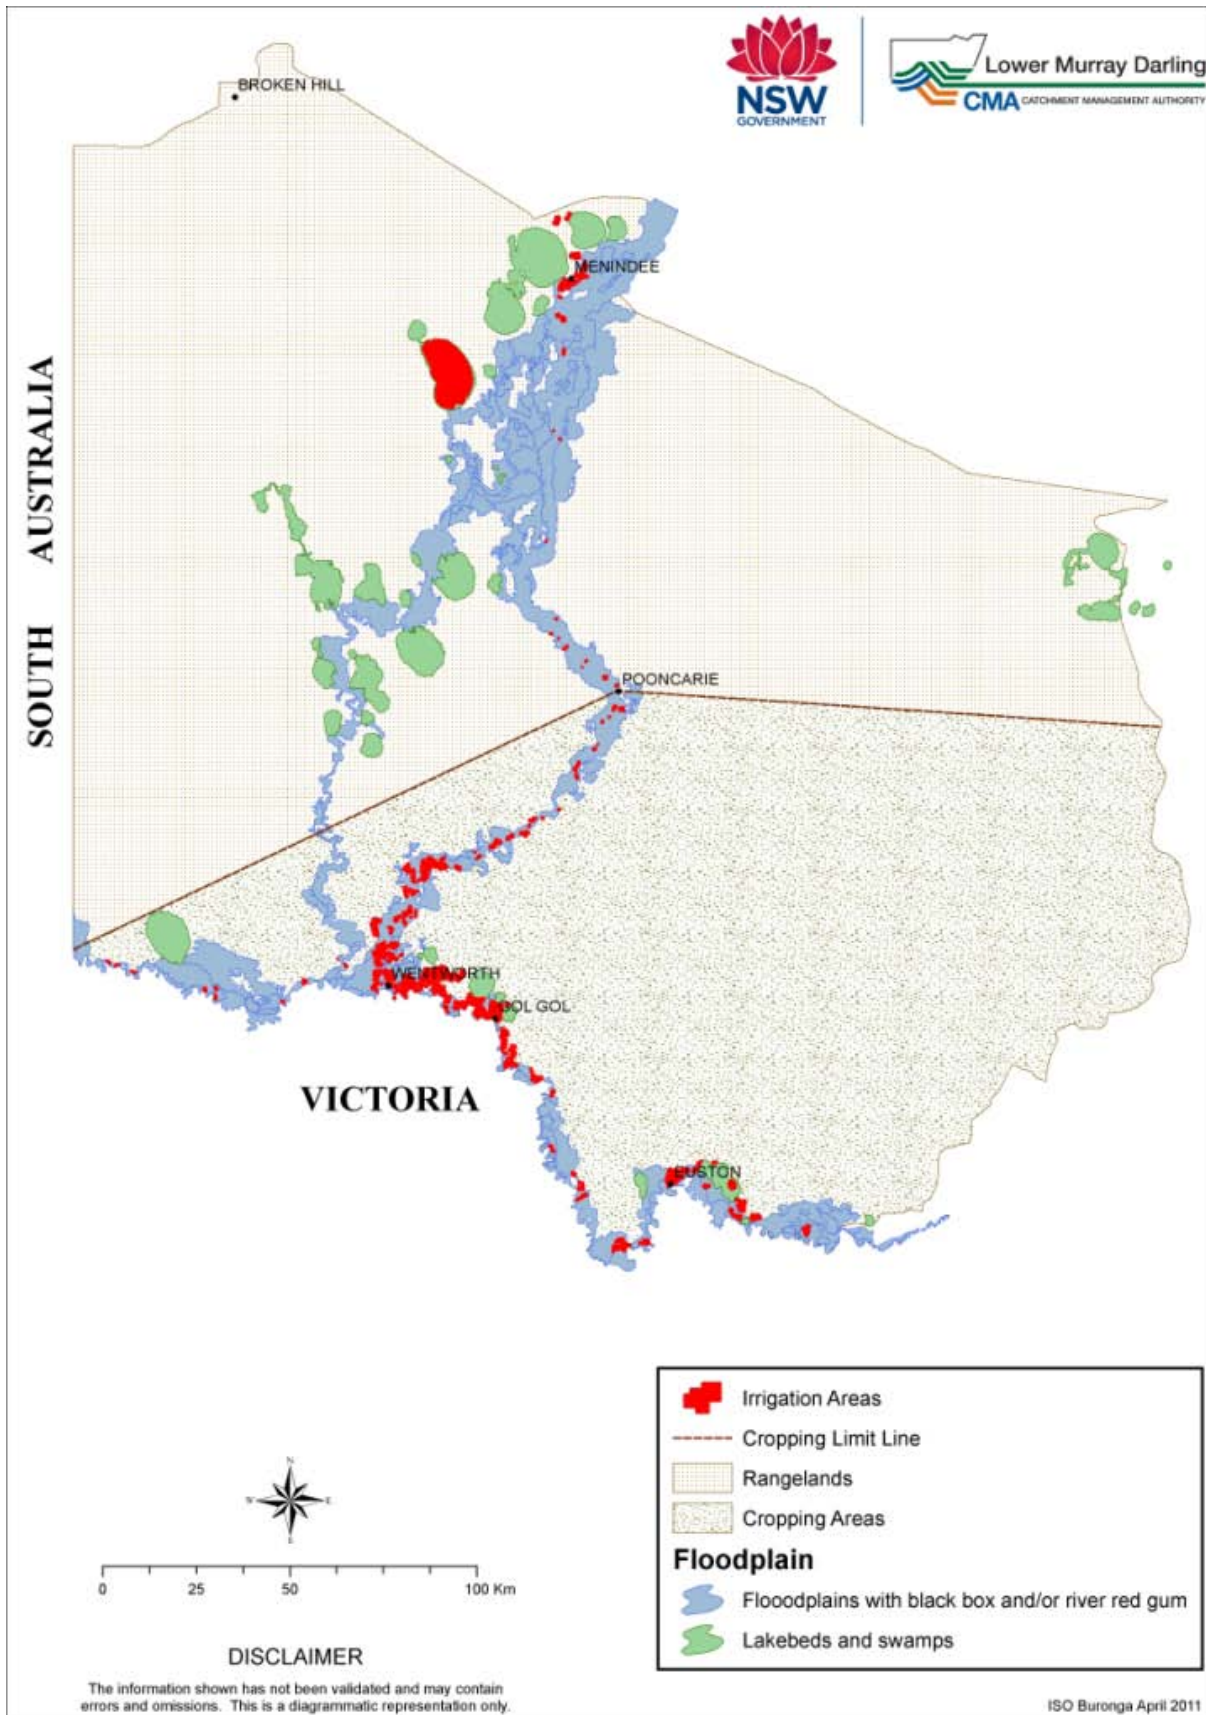 NSW
GOVERNMENT
Lower Murray Darling
CMA CATCHMENT MANAGEMENT AUTHORITY
BROKEN HILL
MENINDEE
SOUTH AUSTRALIA
POONCARIE
WENTWORTH
GOL GOL
VICTORIA
EUSTON
Irrigation Areas
Cropping Limit Line
Rangelands
Cropping Areas
Floodplain
Flooodplains with black box and/or river red gum
Lakebeds and swamps
N
W
E
0 25 50 100 Km
DISCLAIMER
The information shown has not been validated and may contain
errors and omissions. This is a diagrammatic representation only.
ISO Buronga April 2011